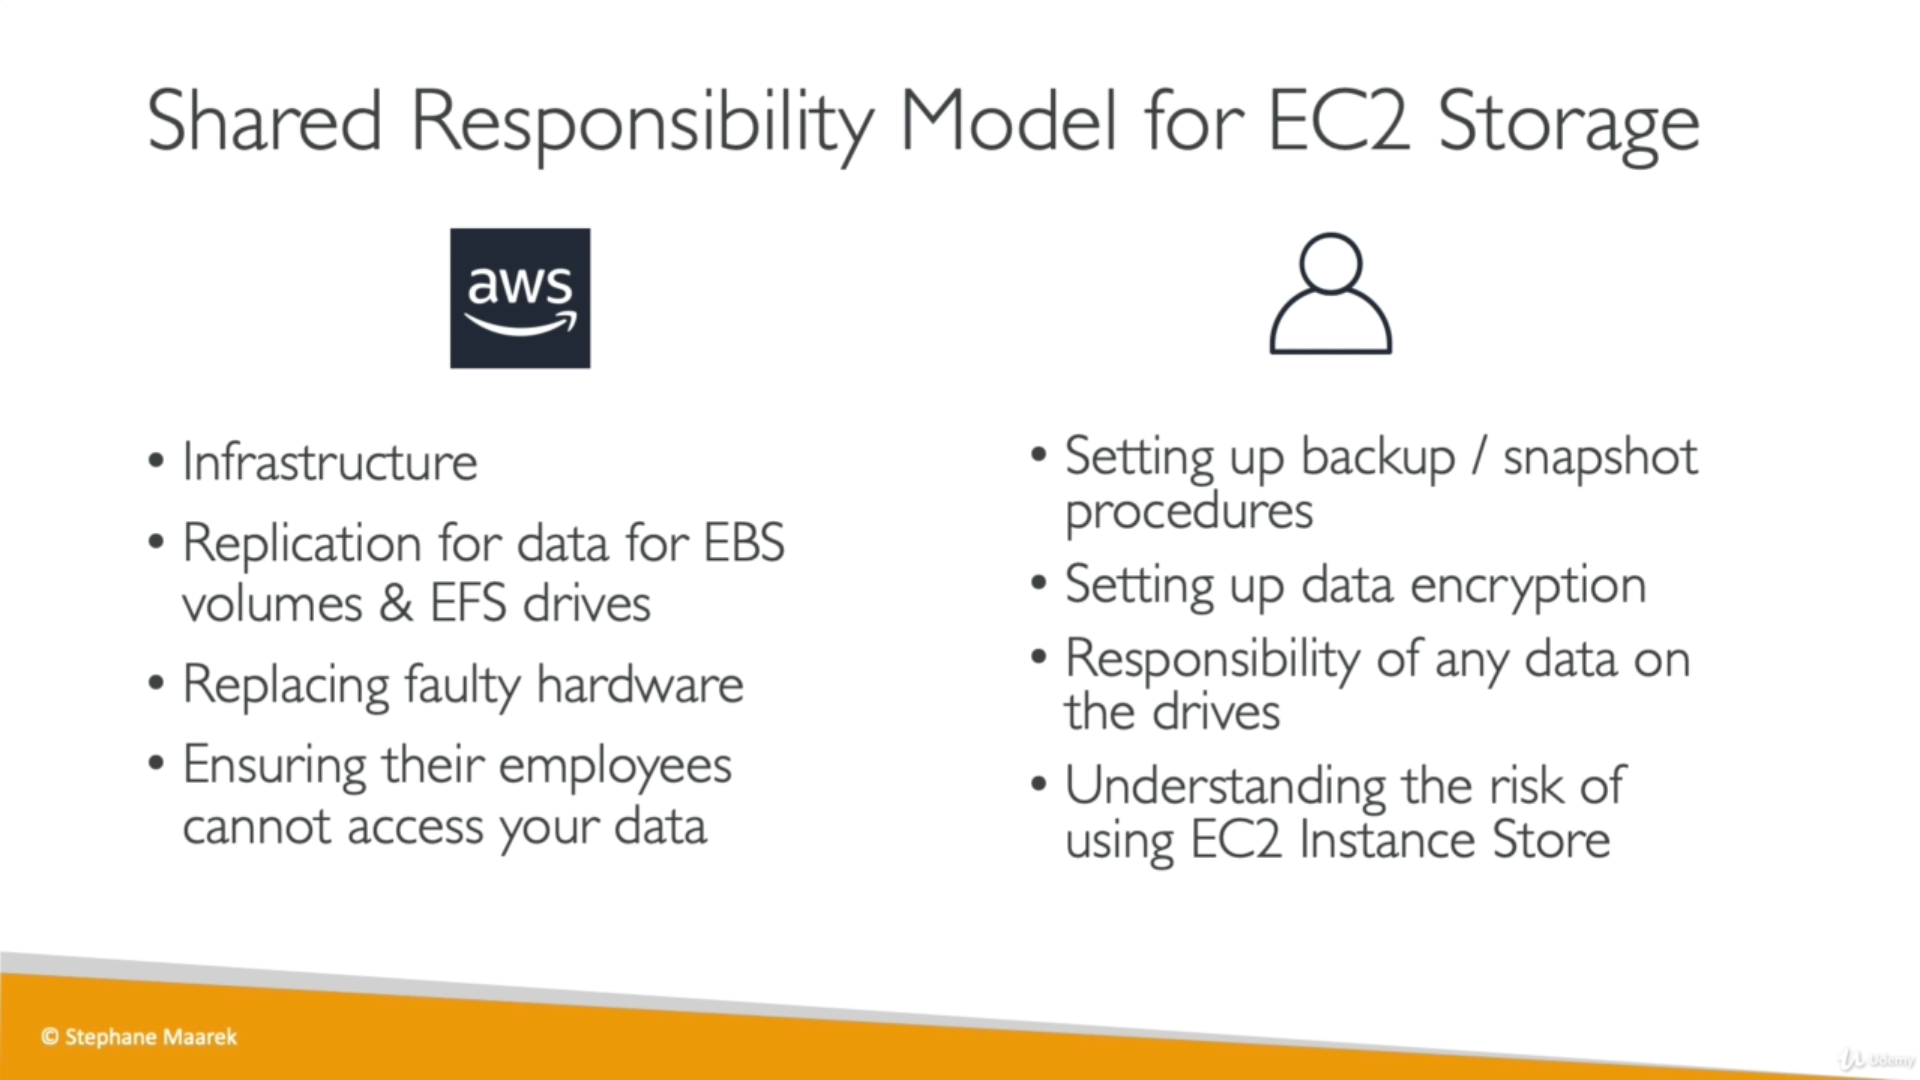 Shared Responsibility Model for EC2 Storage
aws
• Infrastructure
• Replication for data for EBS
volumes & EFS drives
• Replacing faulty hardware
• Ensuring their employees
cannot access your data
• Setting up backup / snapshot
procedures
• Setting up data encryption
• Responsibility of any data on
the drives
• Understanding the risk of
using EC2 Instance Store
© Stephane Maarek
Udemy